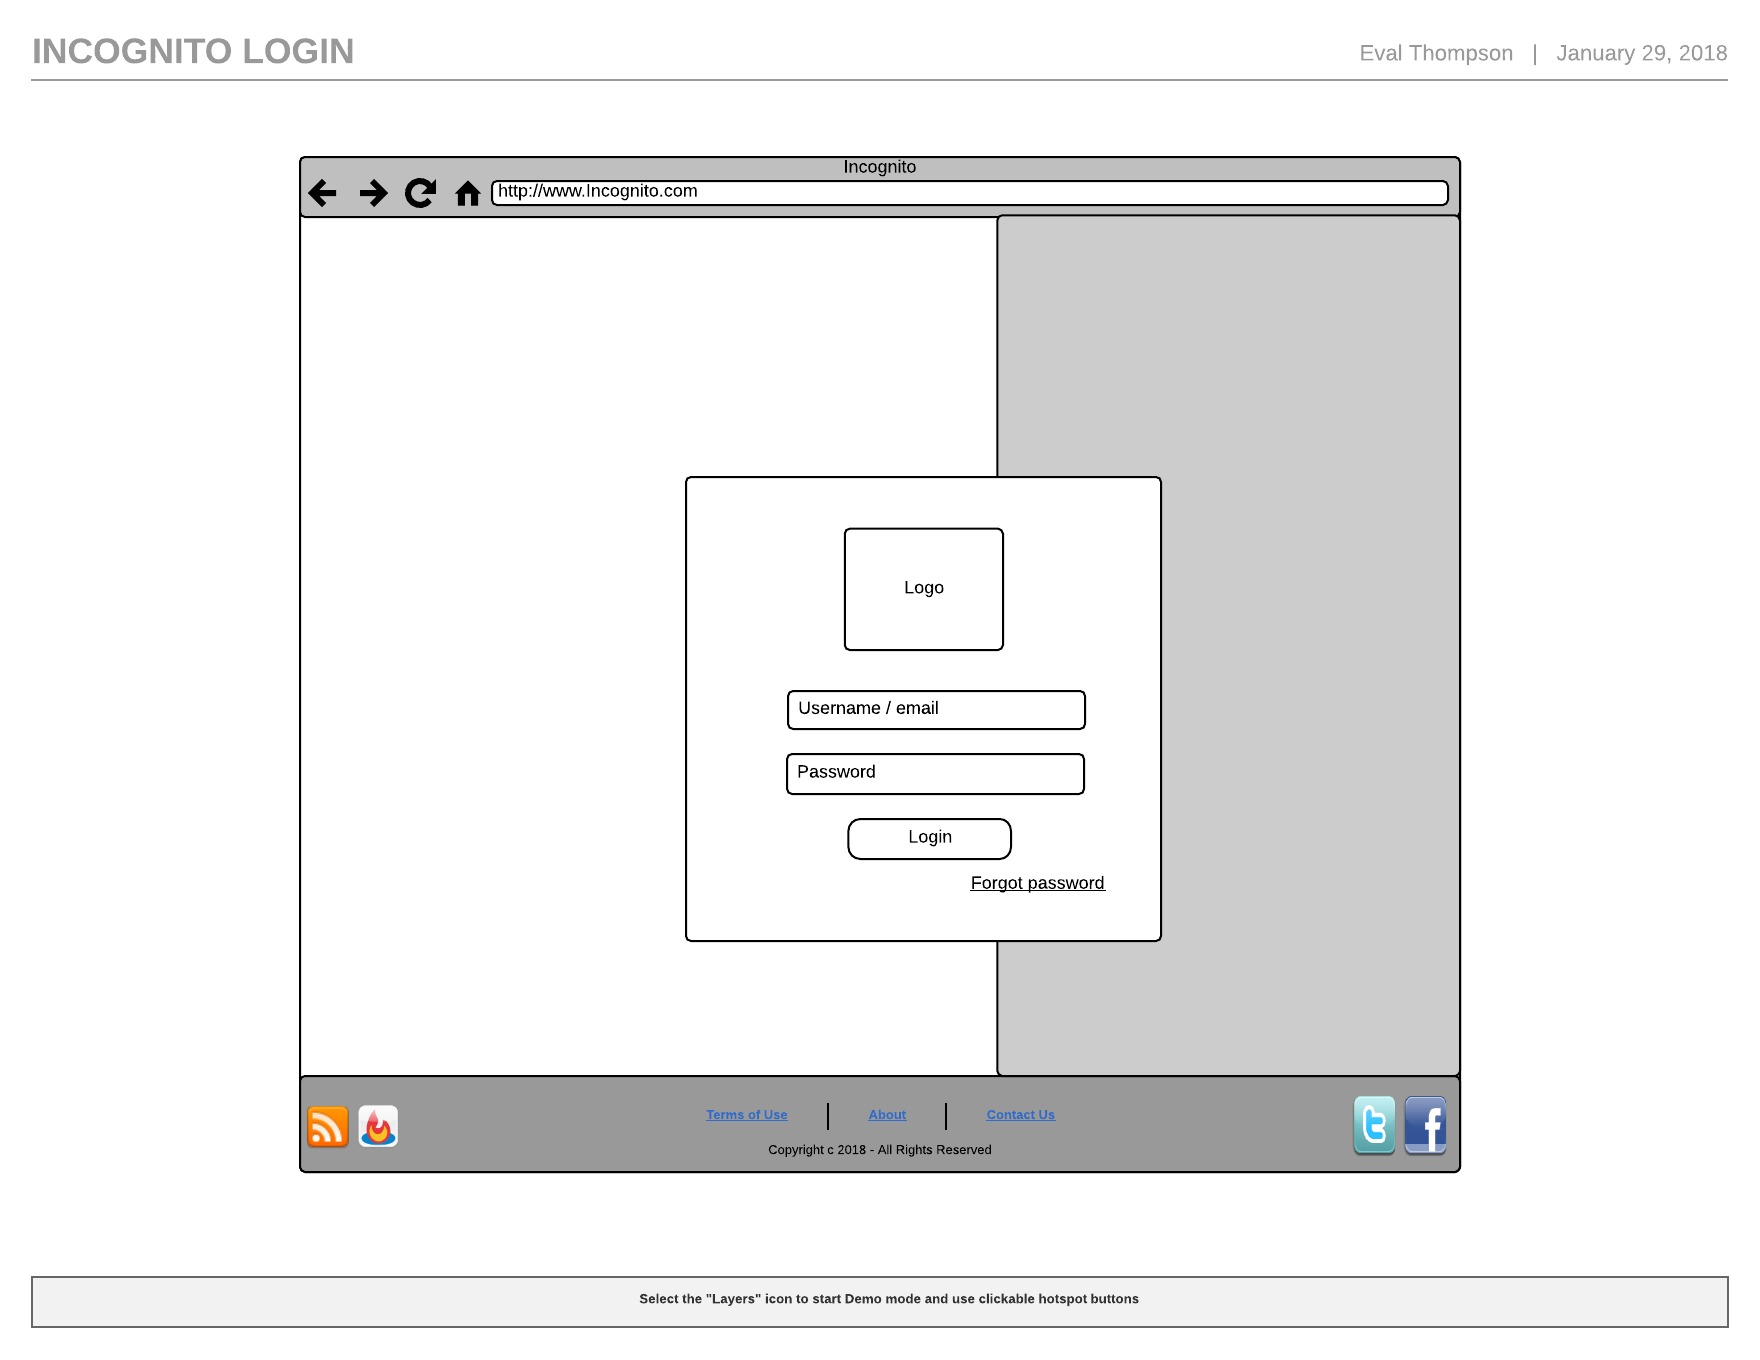 INCOGNITO LOGIN
Eval Thompson | January 29, 2018
Incognito
http://www.Incognito.com
Logo
Username / email
Password
Login
Forgot password
Terms of Use | About | Contact Us
Copyright c 2018 - All Rights Reserved
Select the "Layers" icon to start Demo mode and use clickable hotspot buttons